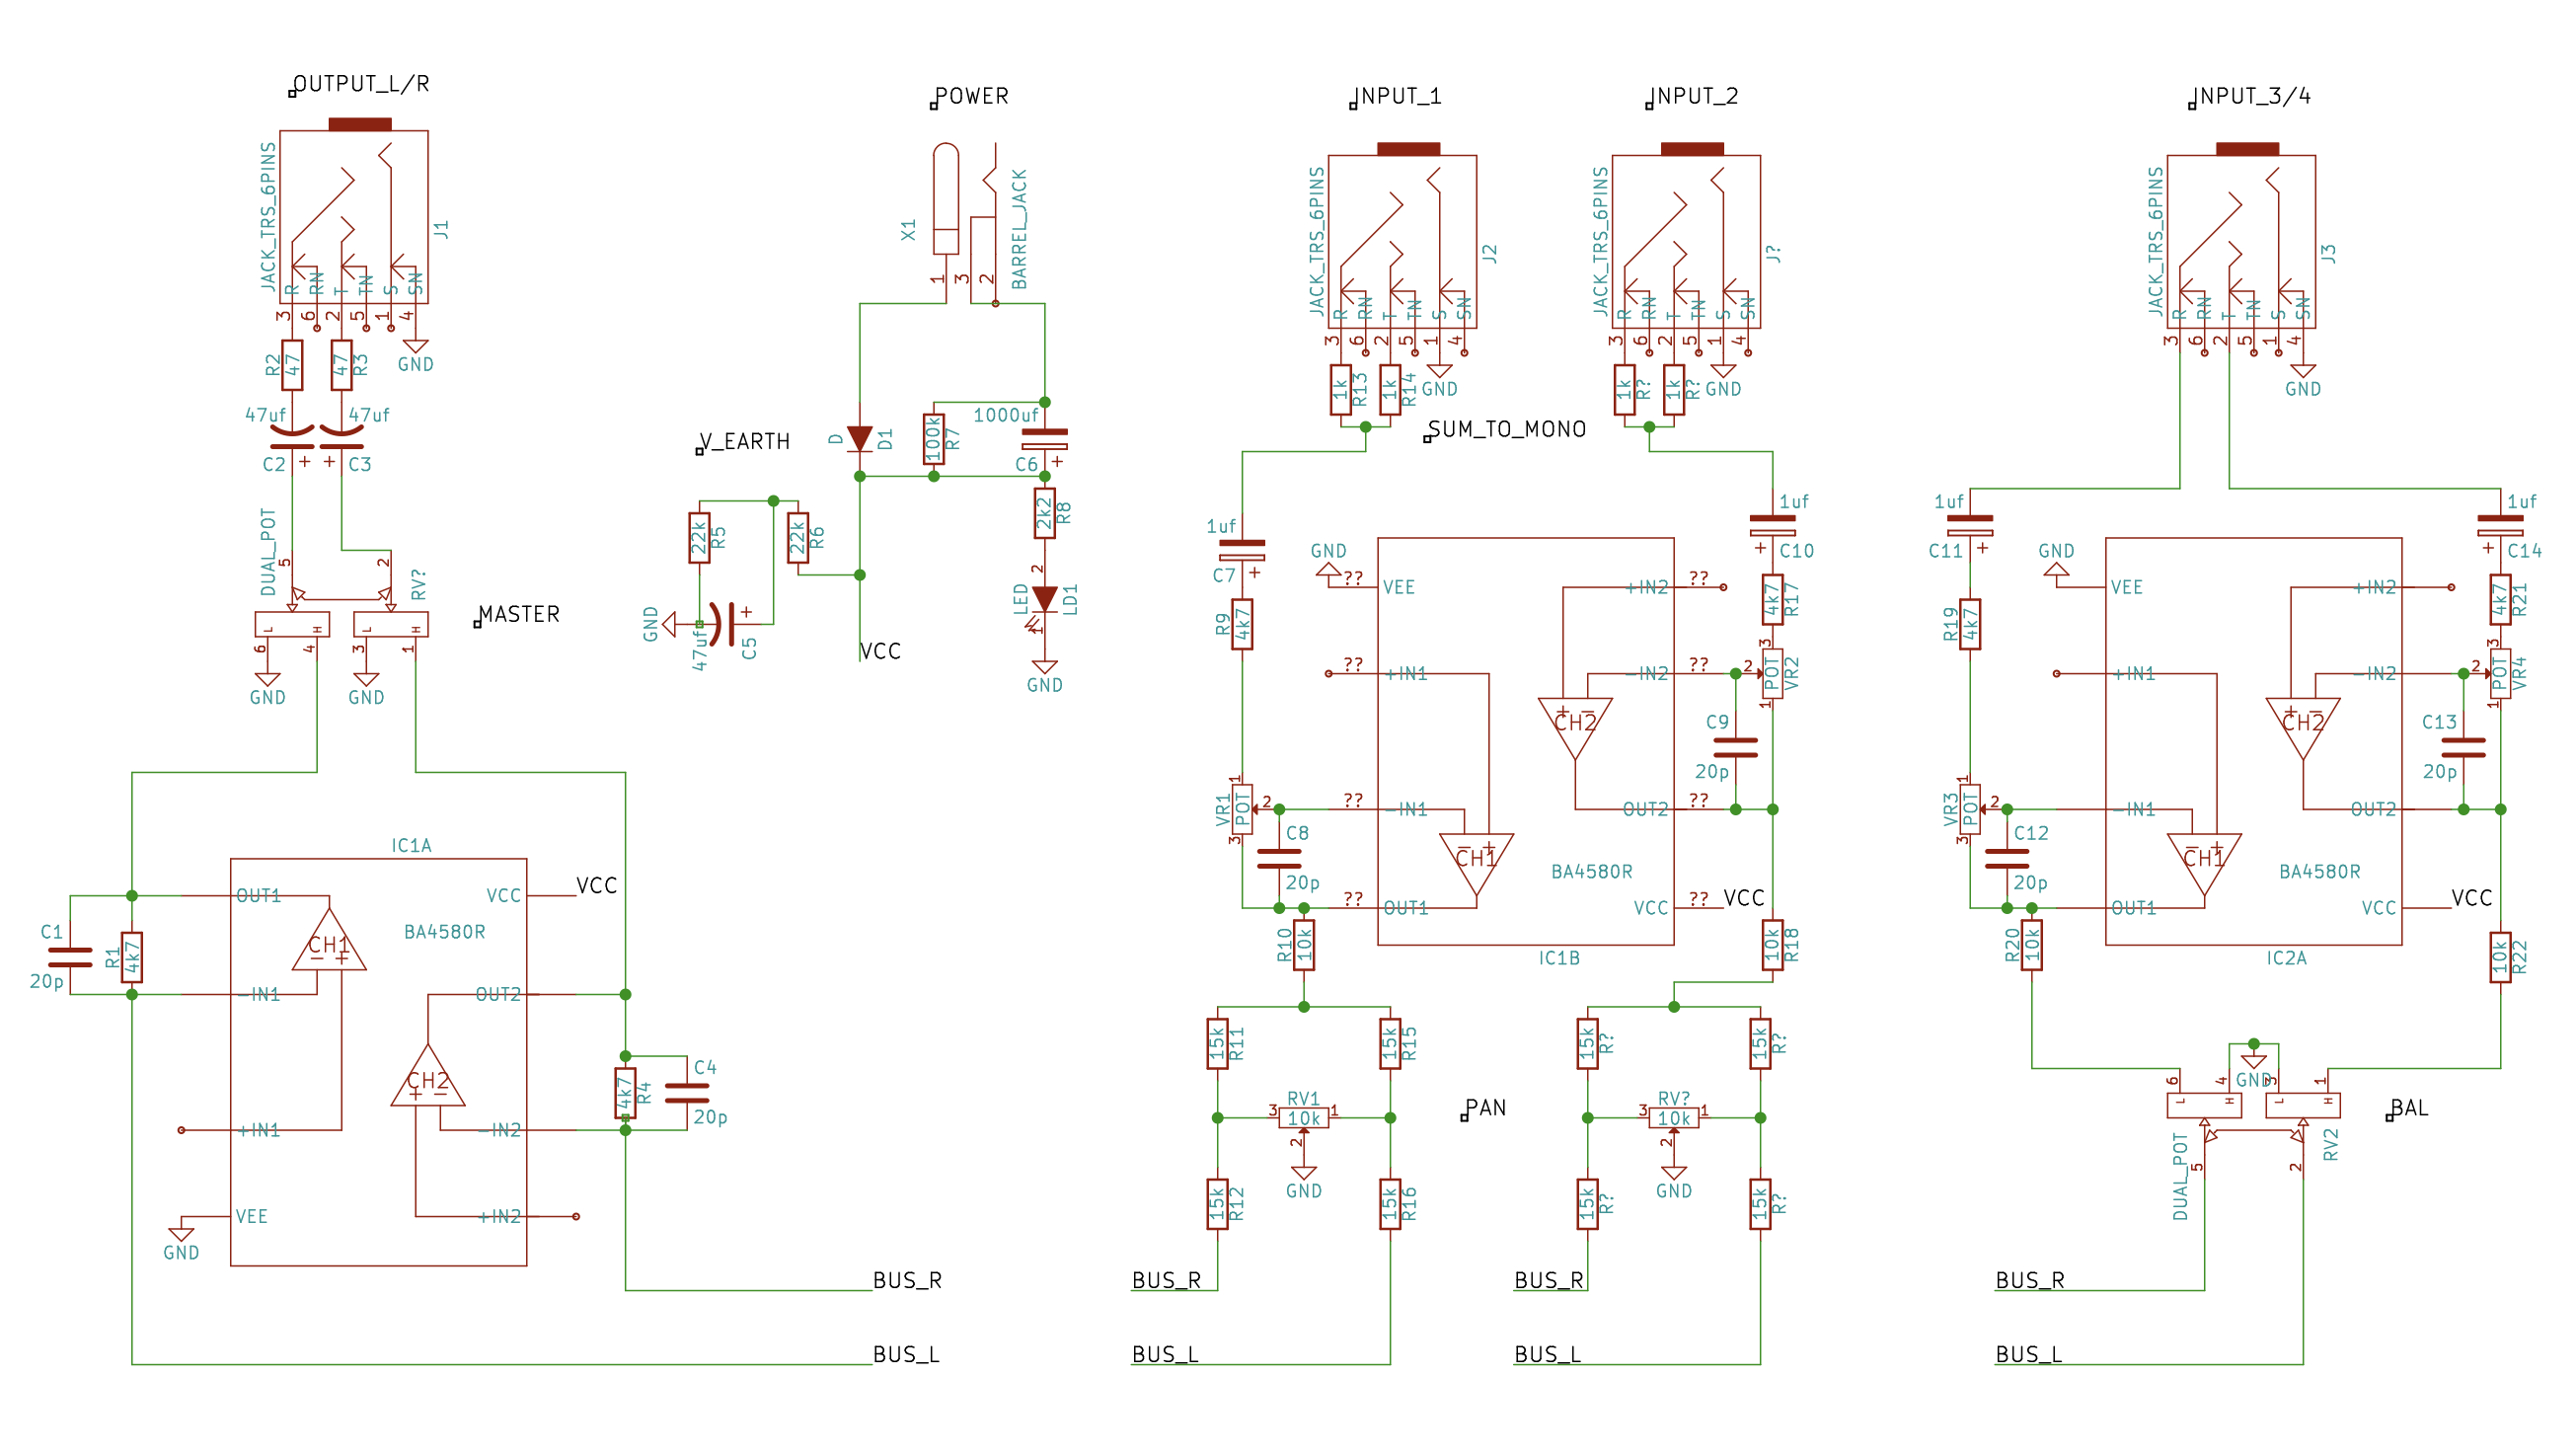 OUTPUT_L/R
JACK_TRS_6PINS
J1
R
RN
T
TN
S
SN
3
6
2
5
1
4
R2
47
47
R3
GND
47uf
47uf
C2
+
+
C3
DUAL_POT
5
2
RV?
MASTER
L
H
L
H
6
4
3
1
GND
GND
IC1A
OUT1
VCC
VCC
BA4580R
C1
20p
R1
4k7
CH1
- +
-IN1
OUT2
CH2
+ -
4k7
R4
C4
20p
+IN1
-IN2
VEE
+IN2
GND
BUS_R
BUS_L
POWER
X1
BARREL_JACK
1
3
2
D
D1
100k
R7
1000uf
C6
+
V_EARTH
22k
R5
22k
R6
2k2
R8
GND
47uf
+
C5
VCC
2
LED
LD1
1
GND
INPUT_1
JACK_TRS_6PINS
J2
R
RN
T
TN
S
SN
3
6
2
5
1
4
1k
R13
1k
R14
GND
INPUT_2
JACK_TRS_6PINS
J?
R
RN
T
TN
S
SN
3
6
2
5
1
4
1k
R?
1k
R?
GND
SUM_TO_MONO
1uf
C7
+
GND
??
VEE
+IN2
??
1uf
+
C10
R9
4k7
4k7
R17
??
+IN1
-IN2
??
2
3
POT
VR2
1
CH2
+ -
C9
20p
VR1
1
POT
2
3
??
-IN1
OUT2
??
C8
20p
CH1
- +
BA4580R
??
OUT1
VCC
??
VCC
IC1B
R10
10k
10k
R18
15k
R11
15k
R15
RV1
3
10k
1
2
GND
15k
R12
15k
R16
PAN
15k
R?
15k
R?
RV?
3
10k
1
2
GND
15k
R?
15k
R?
BUS_R
BUS_L
BUS_R
BUS_L
INPUT_3/4
JACK_TRS_6PINS
J3
R
RN
T
TN
S
SN
3
6
2
5
1
4
GND
1uf
C11
+
GND
VEE
+IN2
1uf
+
C14
R19
4k7
4k7
R21
+IN1
-IN2
2
3
POT
VR4
1
CH2
+ -
C13
20p
VR3
1
POT
2
3
-IN1
OUT2
C12
20p
CH1
- +
BA4580R
OUT1
VCC
VCC
IC2A
R20
10k
10k
R22
GND
6
4
3
1
L
H
L
H
BAL
DUAL_POT
5
2
RV2
BUS_R
BUS_L